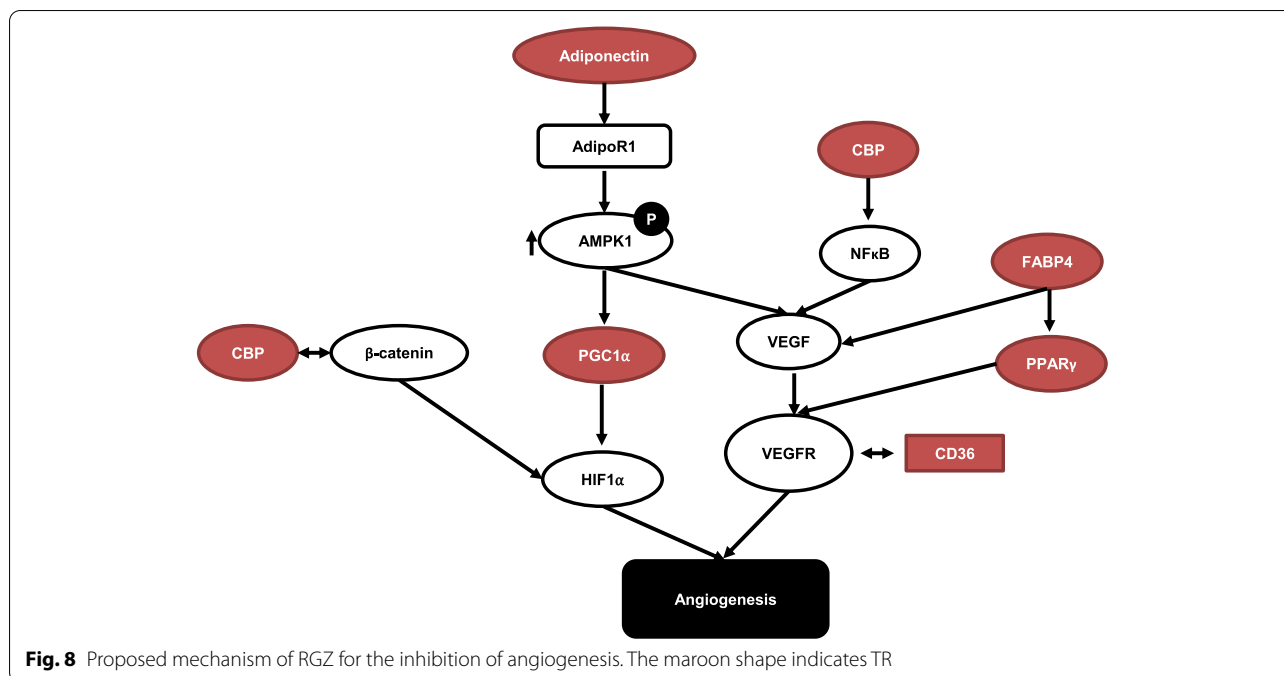 Adiponectin
AdipoR1
CBP
P
AMPK1
NFκB
FABP4
VEGF
CBP
β-catenin
PGC1α
PPARγ
VEGFR
CD36
HIF1α
Angiogenesis
Fig. 8 Proposed mechanism of RGZ for the inhibition of angiogenesis. The maroon shape indicates TR